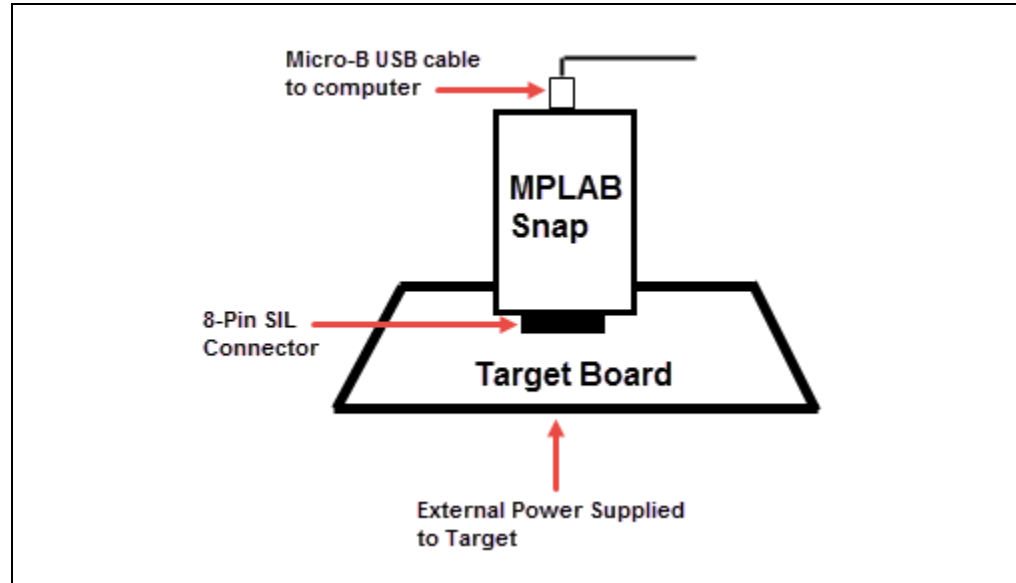 Micro-B USB cable
to computer
MPLAB
Snap
8-Pin SIL
Connector
Target Board
External Power Supplied
to Target